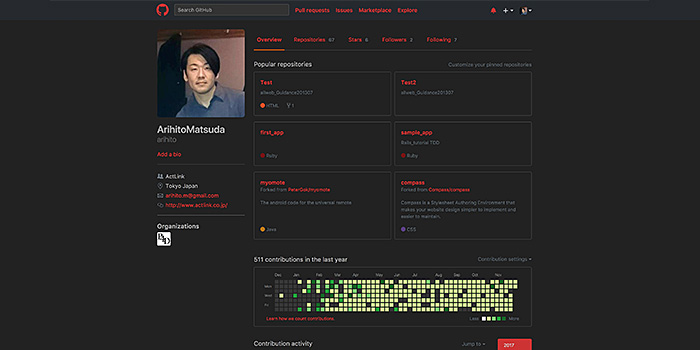 Search GitHub
Pull requests Issues Marketplace Explore
Overview Repositories 67 Stars 6 Followers 2 Following 7
Popular repositories
Customize your pinned repositories
Test
allweb_Guidance201307
HTML 1
Test2
allweb_Guidance201307
first_app
Ruby
sample_app
Rails_tutorial TDD
Ruby
myomote
Forked from PeterGek/myomote
The android code for the universal remote
Java
compass
Forked from Compass/compass
Compass is a Stylesheet Authoring Environment that
makes your website design simpler to implement and
easier to maintain.
CSS
ArihitoMatsuda
arihito
Add a bio
ActLink
Tokyo Japan
arihito.m@gmail.com
http://www.actlink.co.jp/
Organizations
511 contributions in the last year
Contribution settings
Dec Jan Feb Mar Apr May Jun Jul Aug Sep Oct Nov
Mon
Wed
Fri
Learn how we count contributions.
Less More
Contribution activity
Jump to
2017